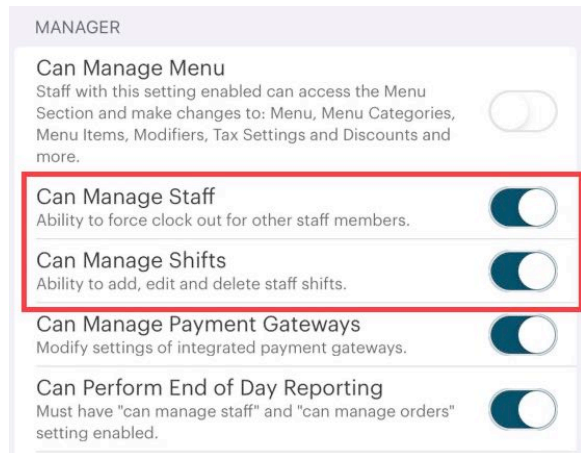 MANAGER
Can Manage Menu
Staff with this setting enabled can access the Menu
Section and make changes to: Menu, Menu Categories,
Menu Items, Modifiers, Tax Settings and Discounts and
more.
Can Manage Staff
Ability to force clock out for other staff members.
Can Manage Shifts
Ability to add, edit and delete staff shifts.
Can Manage Payment Gateways
Modify settings of integrated payment gateways.
Can Perform End of Day Reporting
Must have "can manage staff" and "can manage orders"
setting enabled.